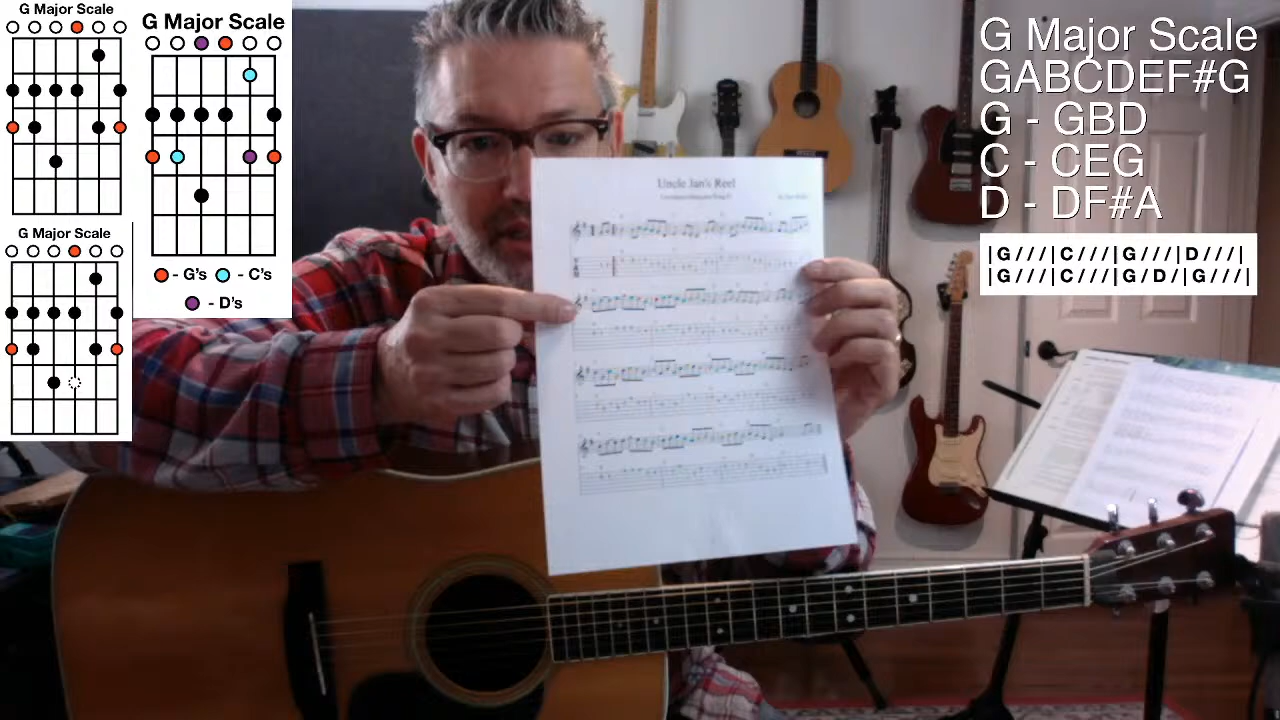 G Major Scale
G Major Scale
- G's
- C's
- D's
G Major Scale
Uncle Jan's Reel
G Major Scale
GABCDEF#G
G - GBD
C - CEG
D - DF#A
|G///|C///|G///|D///|
|G///|C///|G/D/|G///|